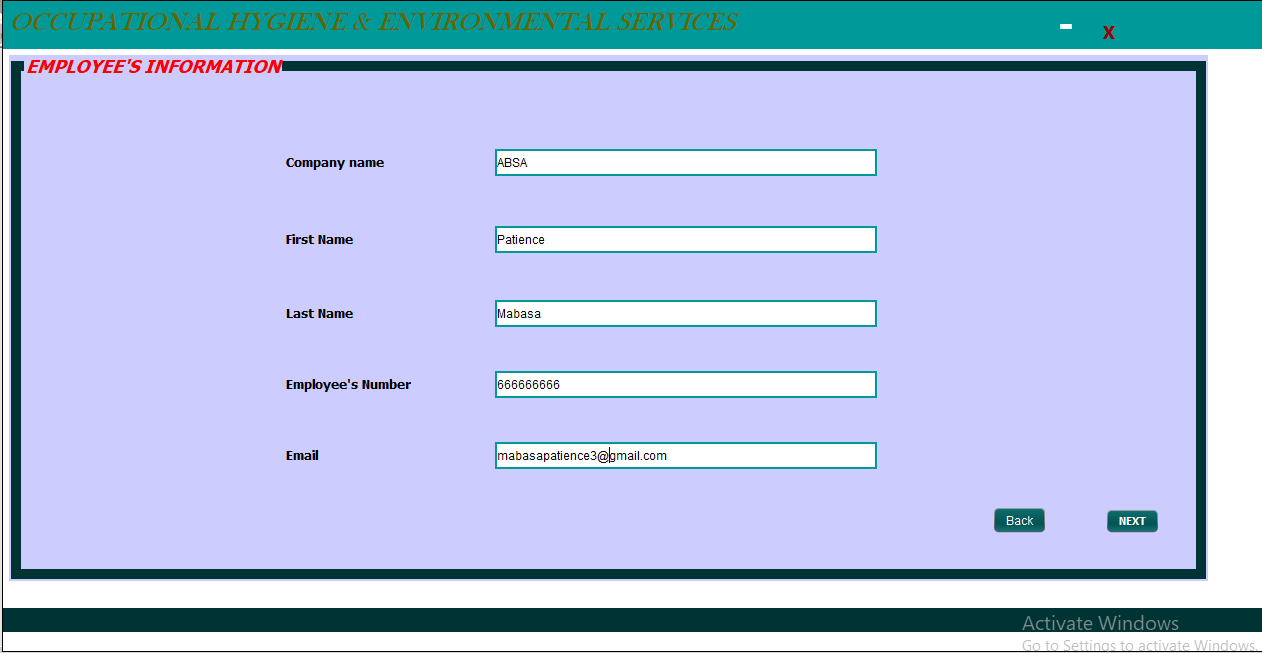 OCCUPATIONAL HYGIENE & ENVIRONMENTAL SERVICES
X
EMPLOYEE'S INFORMATION
Company name ABSA
First Name Patience
Last Name Mabasa
Employee's Number 666666666
Email mabasapatience3@gmail.com
Back NEXT
Activate Windows
Go to Settings to activate Windows.